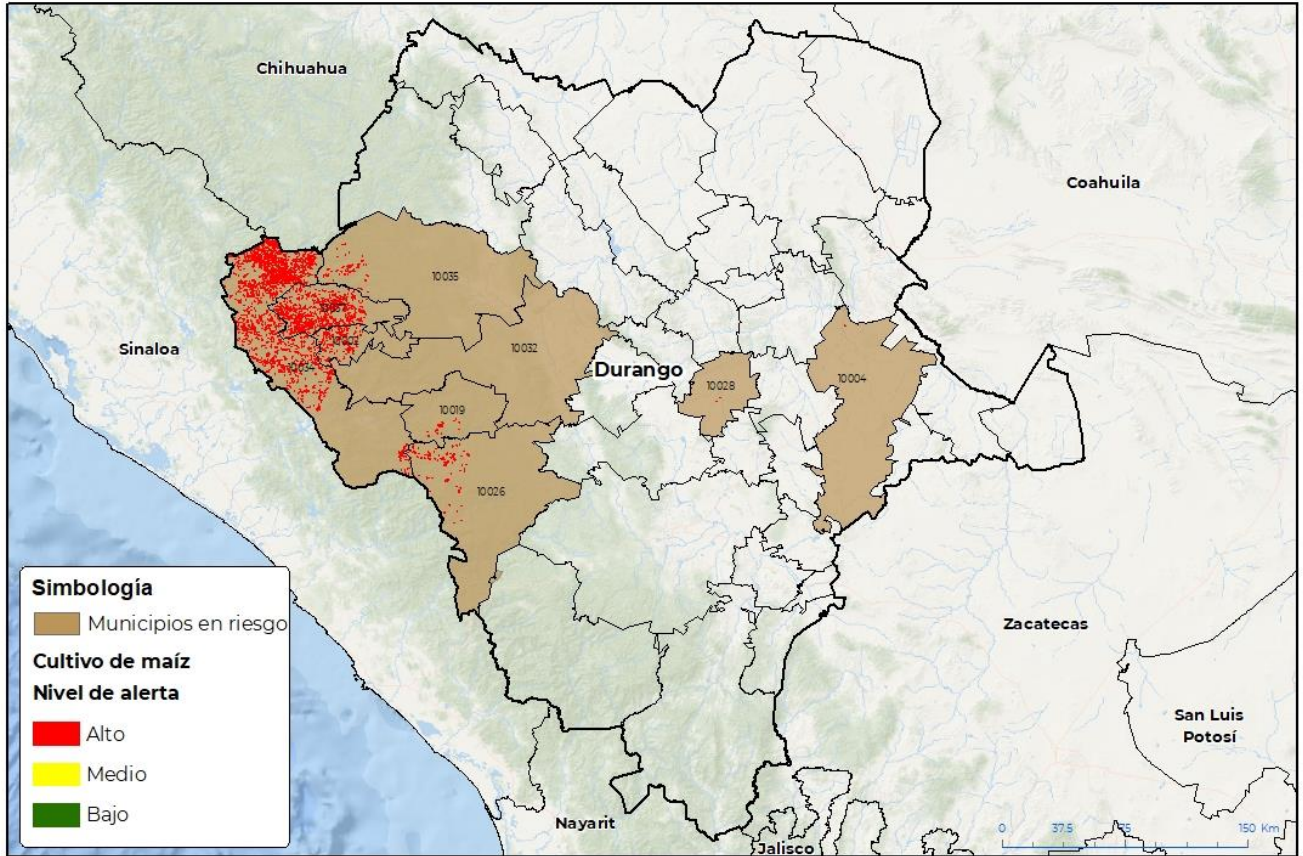 Chihuahua
Coahuila
10035
Sinaloa
10032
Durango
10028
10004
10019
10026
Simbología
Municipios en riesgo
Cultivo de maíz
Nivel de alerta
Alto
Medio
Bajo
Zacatecas
San Luis
Potosí
Nayarit
Jalisco
0 37.5 75 150 Km